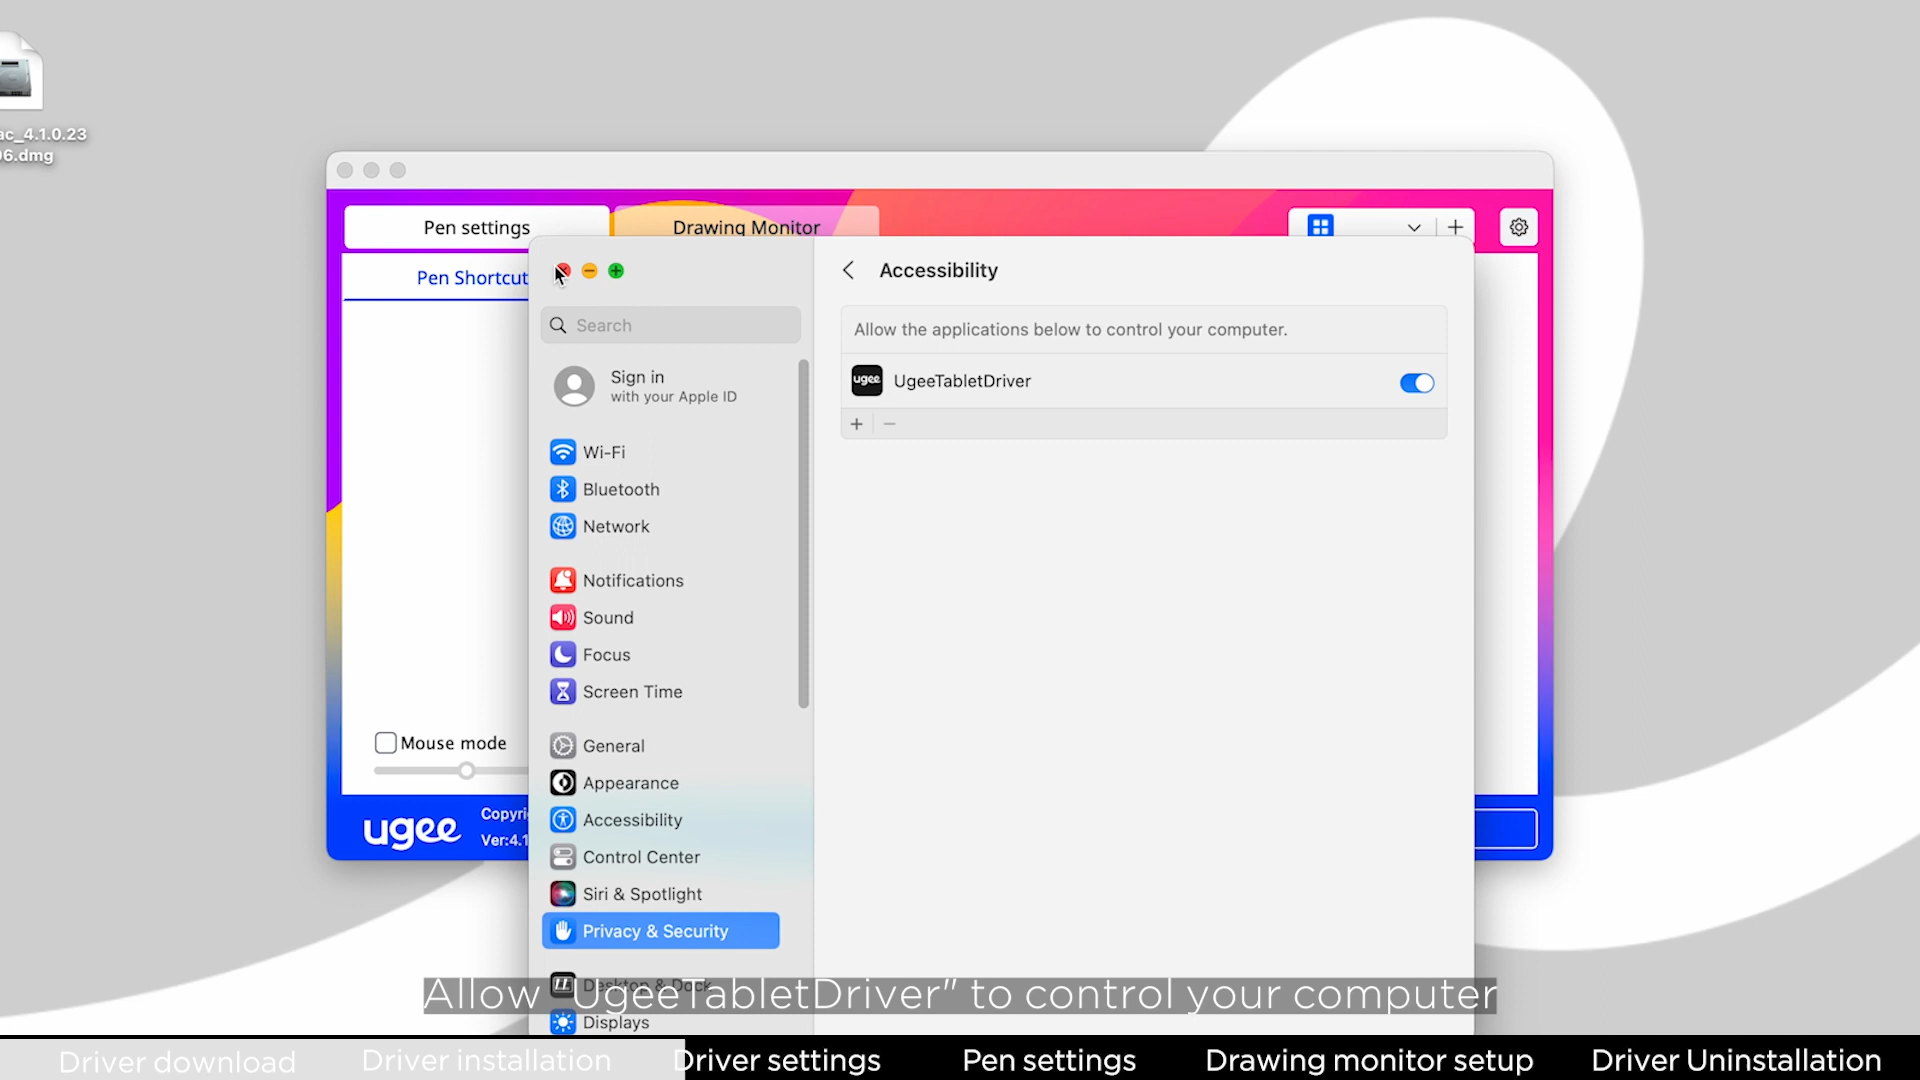 ac_4.1.0.23
06.dmg
Pen settings
Drawing Monitor
Pen Shortcut
Accessibility
Search
Allow the applications below to control your computer.
Sign in
with your Apple ID
ugee
UgeeTabletDriver
Wi-Fi
Bluetooth
Network
Notifications
Sound
Focus
Screen Time
Mouse mode
General
Appearance
Accessibility
Control Center
Siri & Spotlight
Privacy & Security
ugee
Copyri
Ver:4.1
Desktop & Dock
Allow "UgeeTabletDriver" to control your computer
Displays
Driver download
Driver installation
Driver settings
Pen settings
Drawing monitor setup
Driver Uninstallation